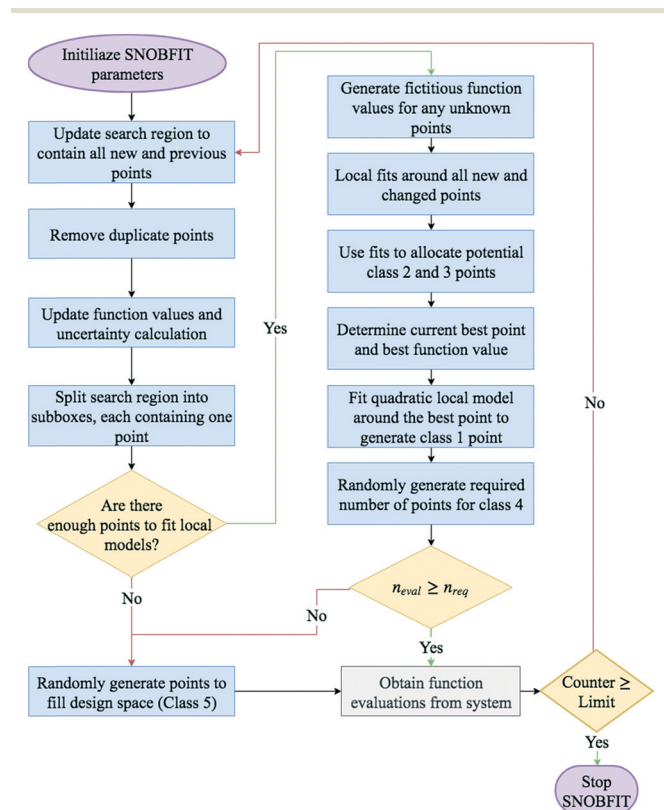 Initiliaze SNOBFIT
parameters
Update search region to
contain all new and previous
points
Remove duplicate points
Update function values and
uncertainty calculation
Split search region into
subboxes, each containing one
point
Are there
enough points to fit local
models?
Yes
No
Generate fictitious function
values for any unknown
points
Local fits around all new and
changed points
Use fits to allocate potential
class 2 and 3 points
Determine current best point
and best function value
Fit quadratic local model
around the best point to
generate class 1 point
Randomly generate required
number of points for class 4
n_eval ≥ n_req
No
Yes
Randomly generate points to
fill design space (Class 5)
Obtain function
evaluations from system
Counter ≥
Limit
No
Yes
Stop
SNOBFIT